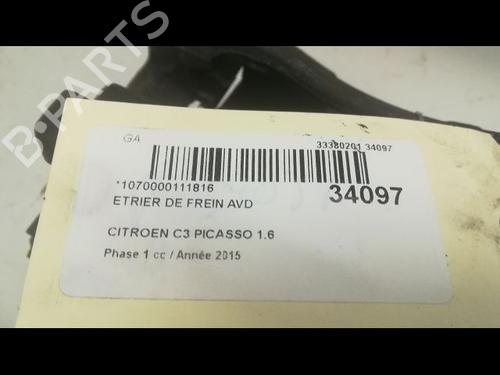 B-PARTS
GA
33380201 34097
*1070000111816
34097
ETRIER DE FREIN AVD
CITROEN C3 PICASSO 1.6
Phase 1 cc / Année 2015